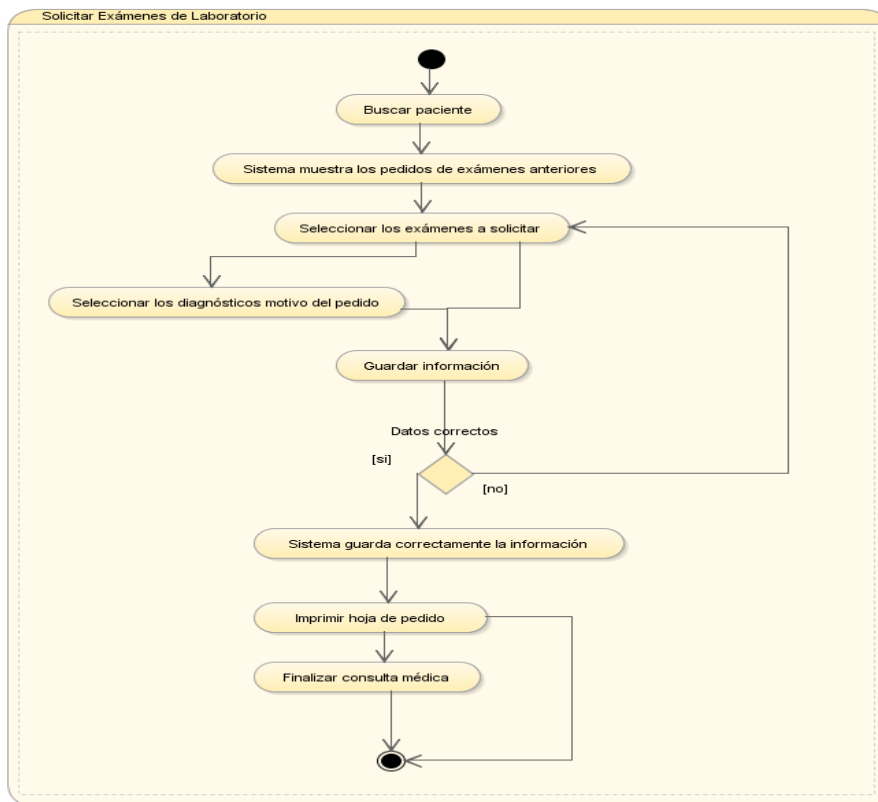 Solicitar Exámenes de Laboratorio
Buscar paciente
Sistema muestra los pedidos de exámenes anteriores
Seleccionar los exámenes a solicitar
Seleccionar los diagnósticos motivo del pedido
Guardar información
Datos correctos
[si]
[no]
Sistema guarda correctamente la información
Imprimir hoja de pedido
Finalizar consulta médica